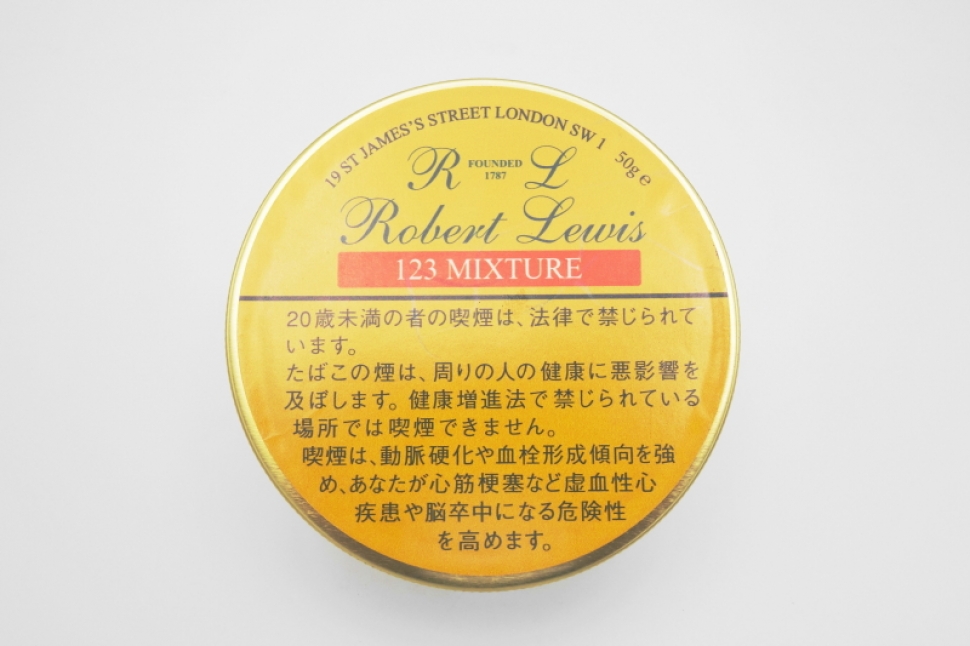 19 ST JAMES'S STREET LONDON SW 1 50g e
R FOUNDED 1787 L
Robert Lewis
123 MIXTURE
20歳未満の者の喫煙は、法律で禁じられて
います。
たばこの煙は、周りの人の健康に悪影響を
及ぼします。健康増進法で禁じられている
場所では喫煙できません。
喫煙は、動脈硬化や血栓形成傾向を強
め、あなたが心筋梗塞など虚血性心
疾患や脳卒中になる危険性
を高めます。